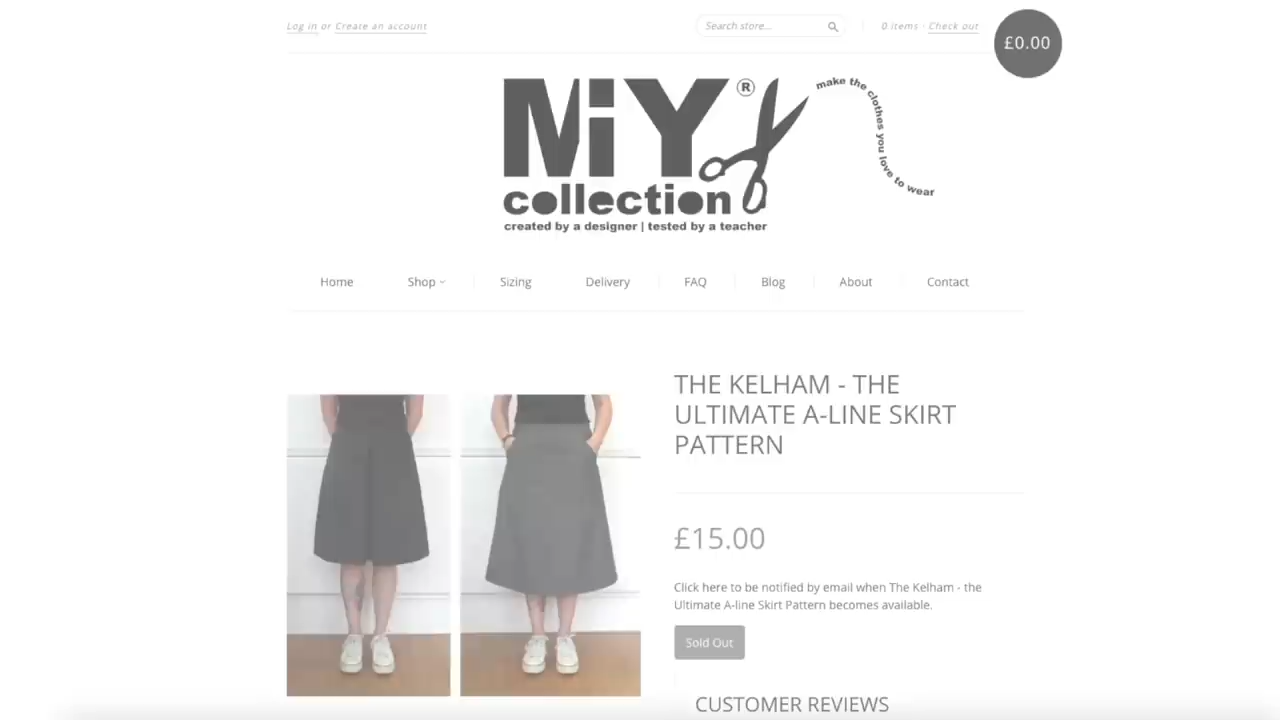 Log in or Create an account
Search store...
0 items · Check out
£0.00
MiY®
make the clothes you love to wear
collection
created by a designer | tested by a teacher
Home
Shop
Sizing
Delivery
FAQ
Blog
About
Contact
THE KELHAM - THE
ULTIMATE A-LINE SKIRT
PATTERN
£15.00
Click here to be notified by email when The Kelham - the
Ultimate A-line Skirt Pattern becomes available.
Sold Out
CUSTOMER REVIEWS